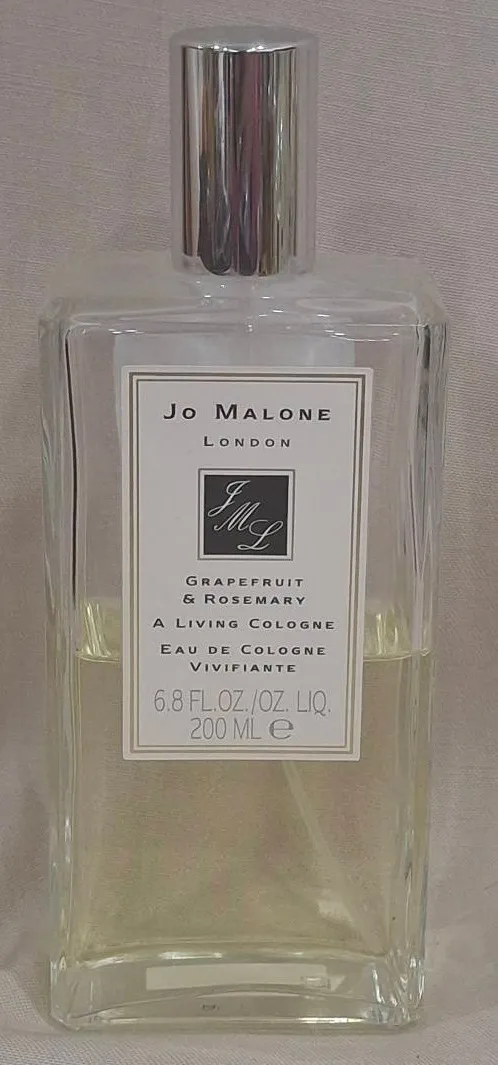 Jo Malone
London
JML
Grapefruit
& Rosemary
A Living Cologne
Eau de Cologne
Vivifiante
6.8 FL.OZ./OZ. LIQ.
200 ML ℮